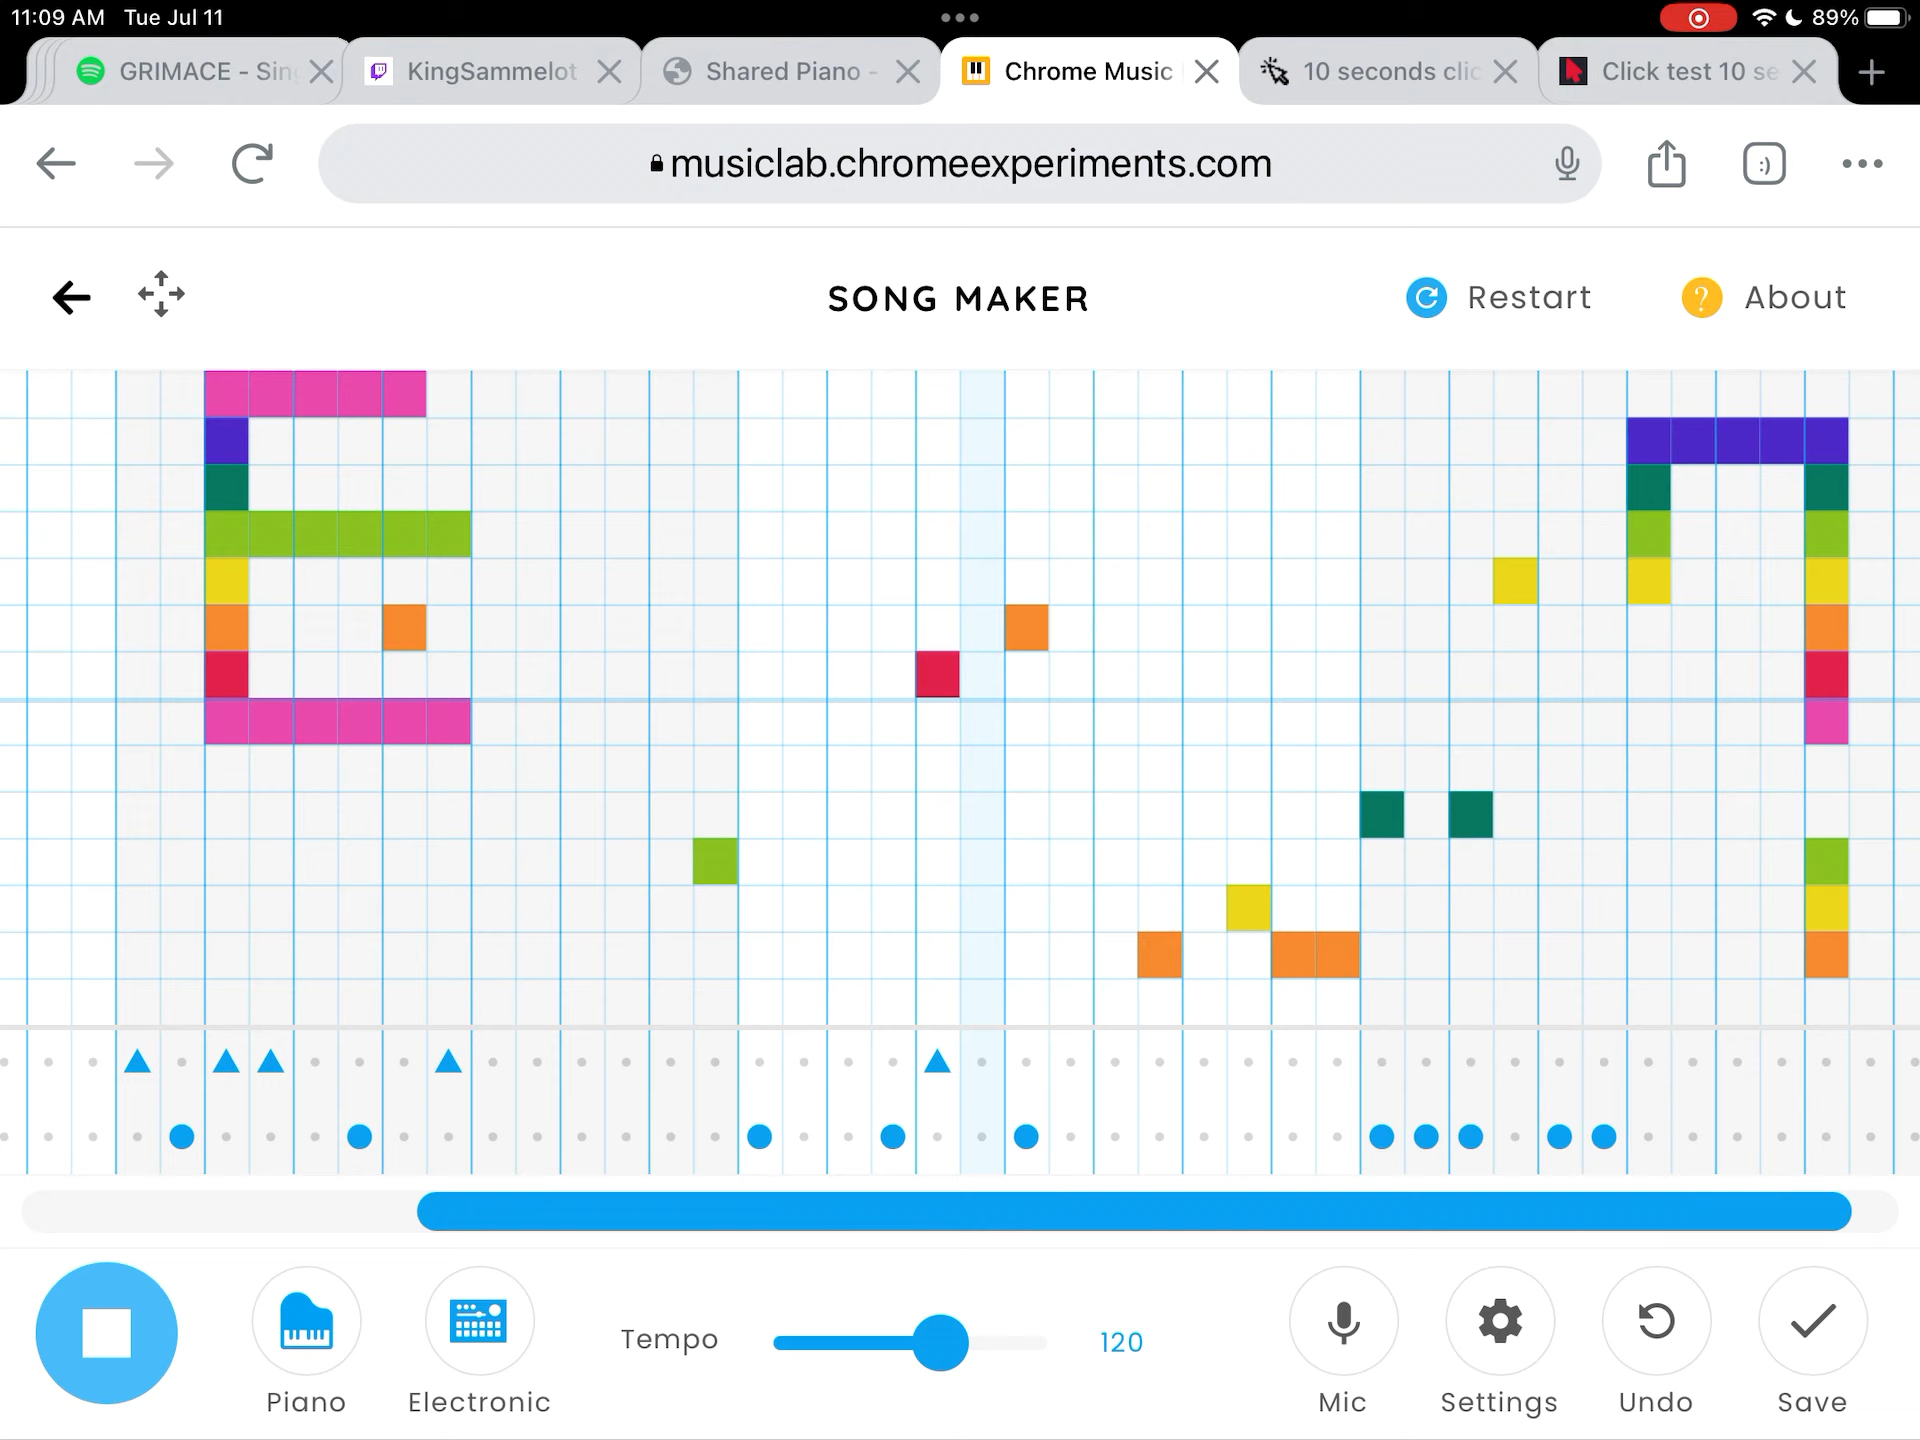 11:09 AM Tue Jul 11
89%
GRIMACE - Sin
KingSammelot
Shared Piano -
Chrome Music
10 seconds clic
Click test 10 se
musiclab.chromeexperiments.com
SONG MAKER
Restart
? About
Tempo
120
Piano
Electronic
Mic
Settings
Undo
Save